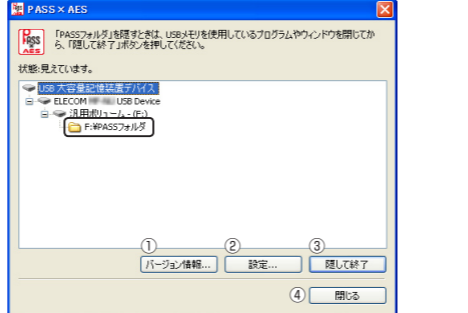 PASS×AES
PASS
×
AES
「PASSフォルダ」を隠すときは、USBメモリを使用しているプログラムやウィンドウを閉じてか
ら、「隠して終了」ボタンを押してください。
状態:見えています。
USB 大容量記憶装置デバイス
ELECOM USB Device
汎用ボリューム - (F:)
F:¥PASSフォルダ
① ② ③
バージョン情報... 設定... 隠して終了
④ 閉じる